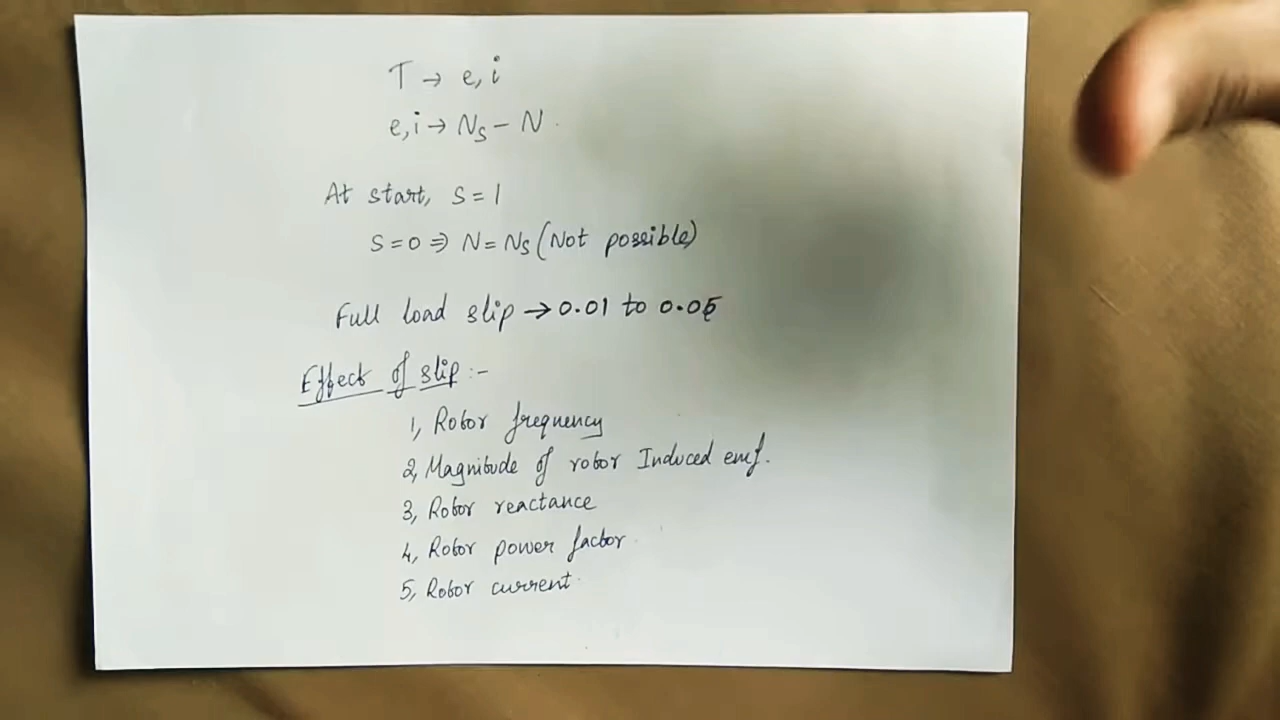 T → e, i
e, i → Ns - N.
At start, S = 1
S = 0 ⇒ N = Ns (Not possible)
Full load slip → 0.01 to 0.05
Effect of slip :-
1, Rotor frequency
2, Magnitude of rotor Induced emf.
3, Rotor reactance
4, Rotor power factor
5, Rotor current